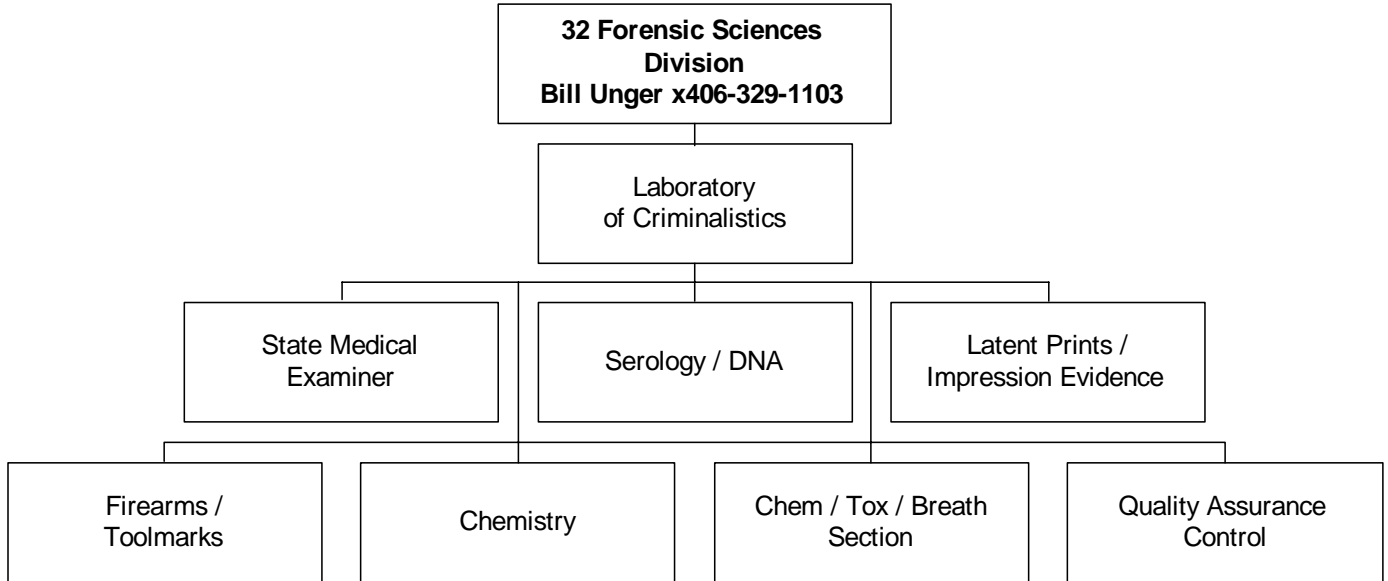 32 Forensic Sciences
Division
Bill Unger x406-329-1103
Laboratory
of Criminalistics
State Medical
Examiner
Serology / DNA
Latent Prints /
Impression Evidence
Firearms /
Toolmarks
Chemistry
Chem / Tox / Breath
Section
Quality Assurance
Control